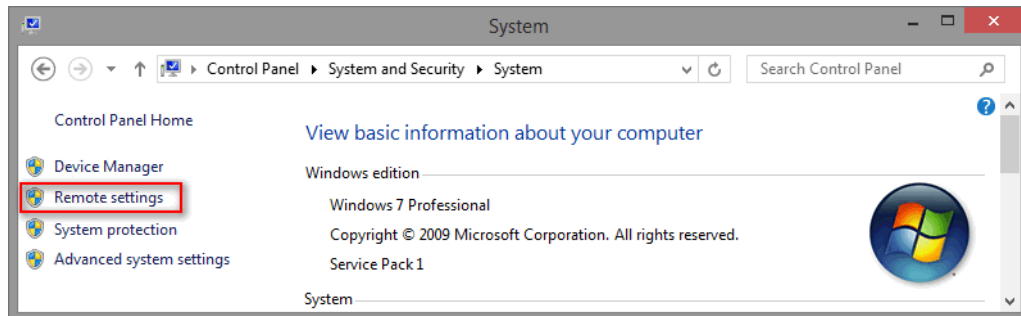 System
Control Panel System and Security System
Search Control Panel
Control Panel Home
Device Manager
Remote settings
System protection
Advanced system settings
View basic information about your computer
Windows edition
Windows 7 Professional
Copyright © 2009 Microsoft Corporation. All rights reserved.
Service Pack 1
System